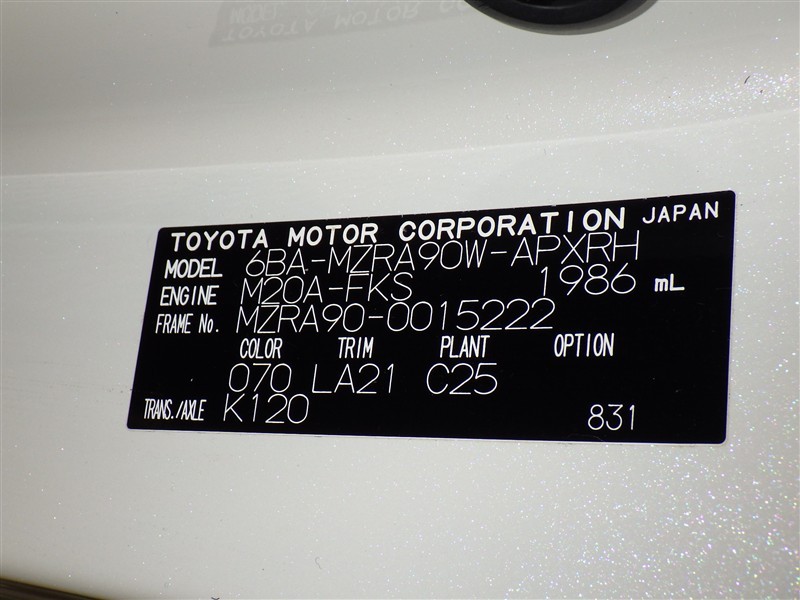 TOYOTA MOTOR CORPORATION JAPAN
MODEL 6BA-MZRA90W-APXRH
ENGINE M20A-FKS 1986 mL
FRAME No. MZRA90-0015222
COLOR TRIM PLANT OPTION
070 LA21 C25
TRANS./AXLE K120 831